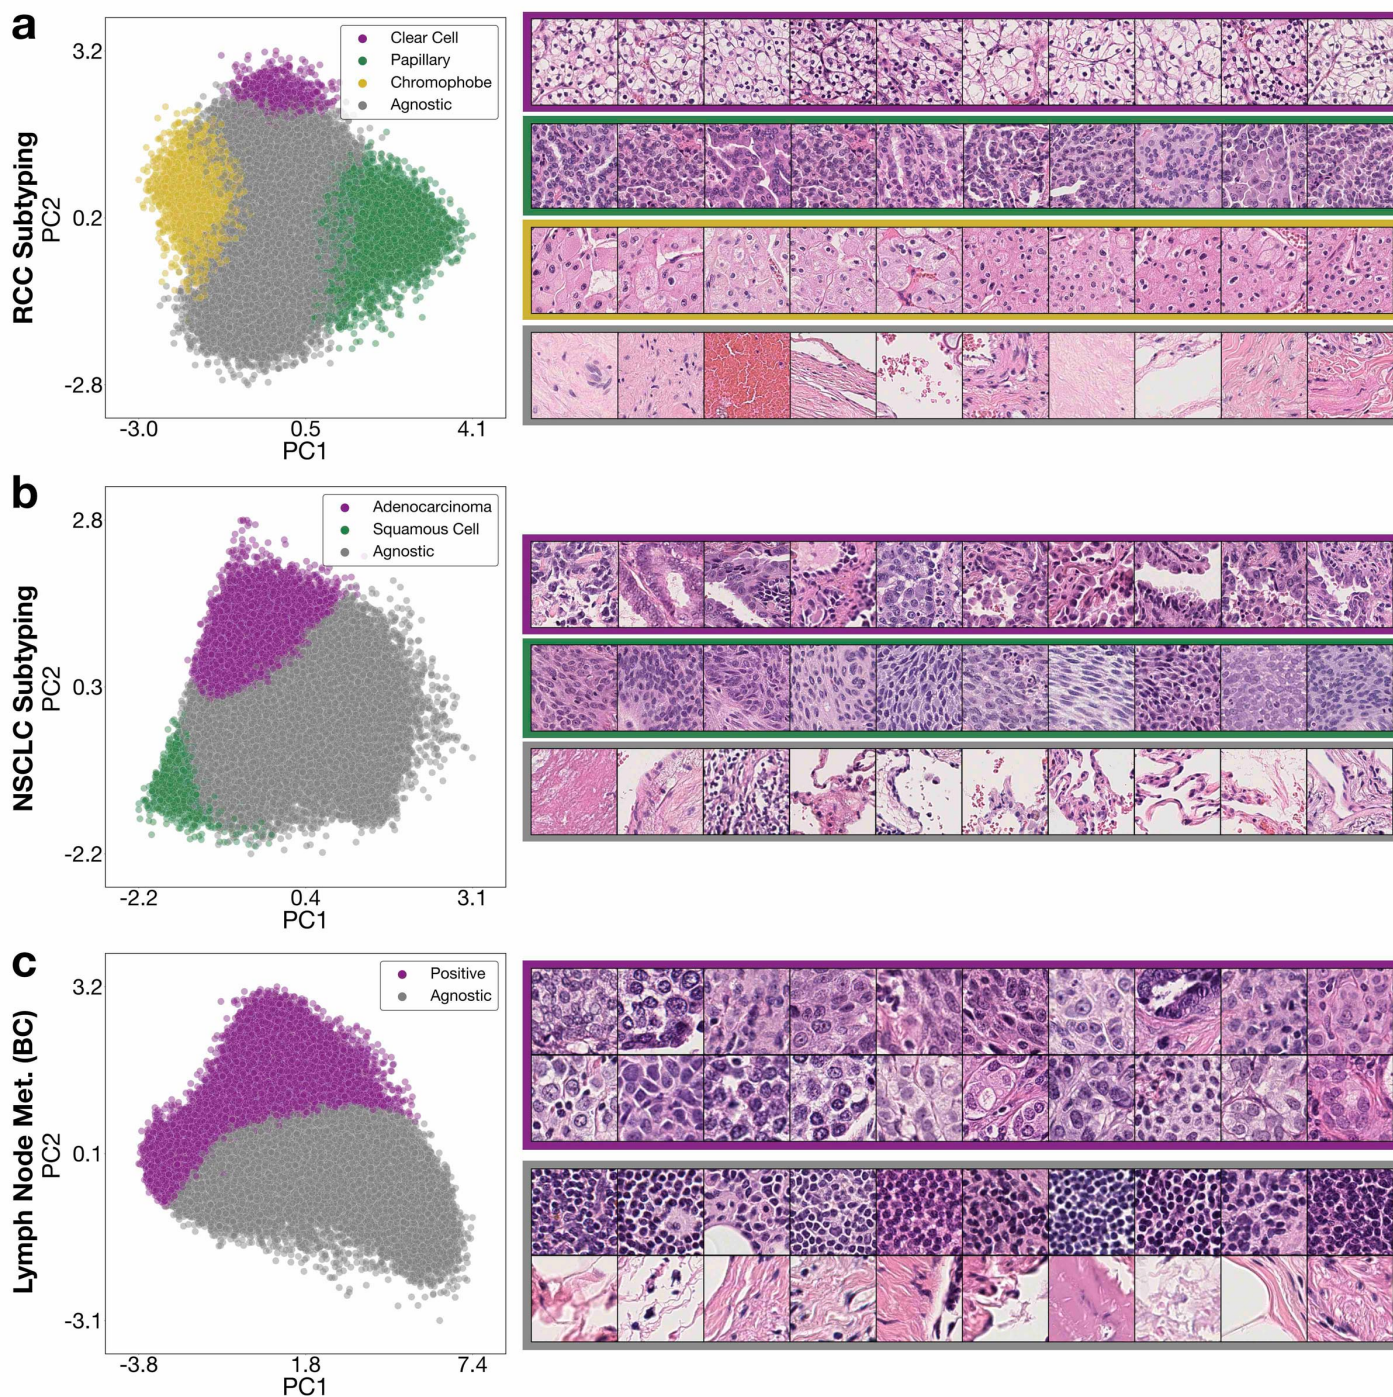 a
RCC Subtyping
PC2
3.2
0.2
-2.8
Clear Cell
Papillary
Chromophobe
Agnostic
-3.0 0.5 4.1
PC1
b
NSCLC Subtyping
PC2
2.8
0.3
-2.2
Adenocarcinoma
Squamous Cell
Agnostic
-2.2 0.4 3.1
PC1
c
Lymph Node Met. (BC)
PC2
3.2
0.1
-3.1
Positive
Agnostic
-3.8 1.8 7.4
PC1